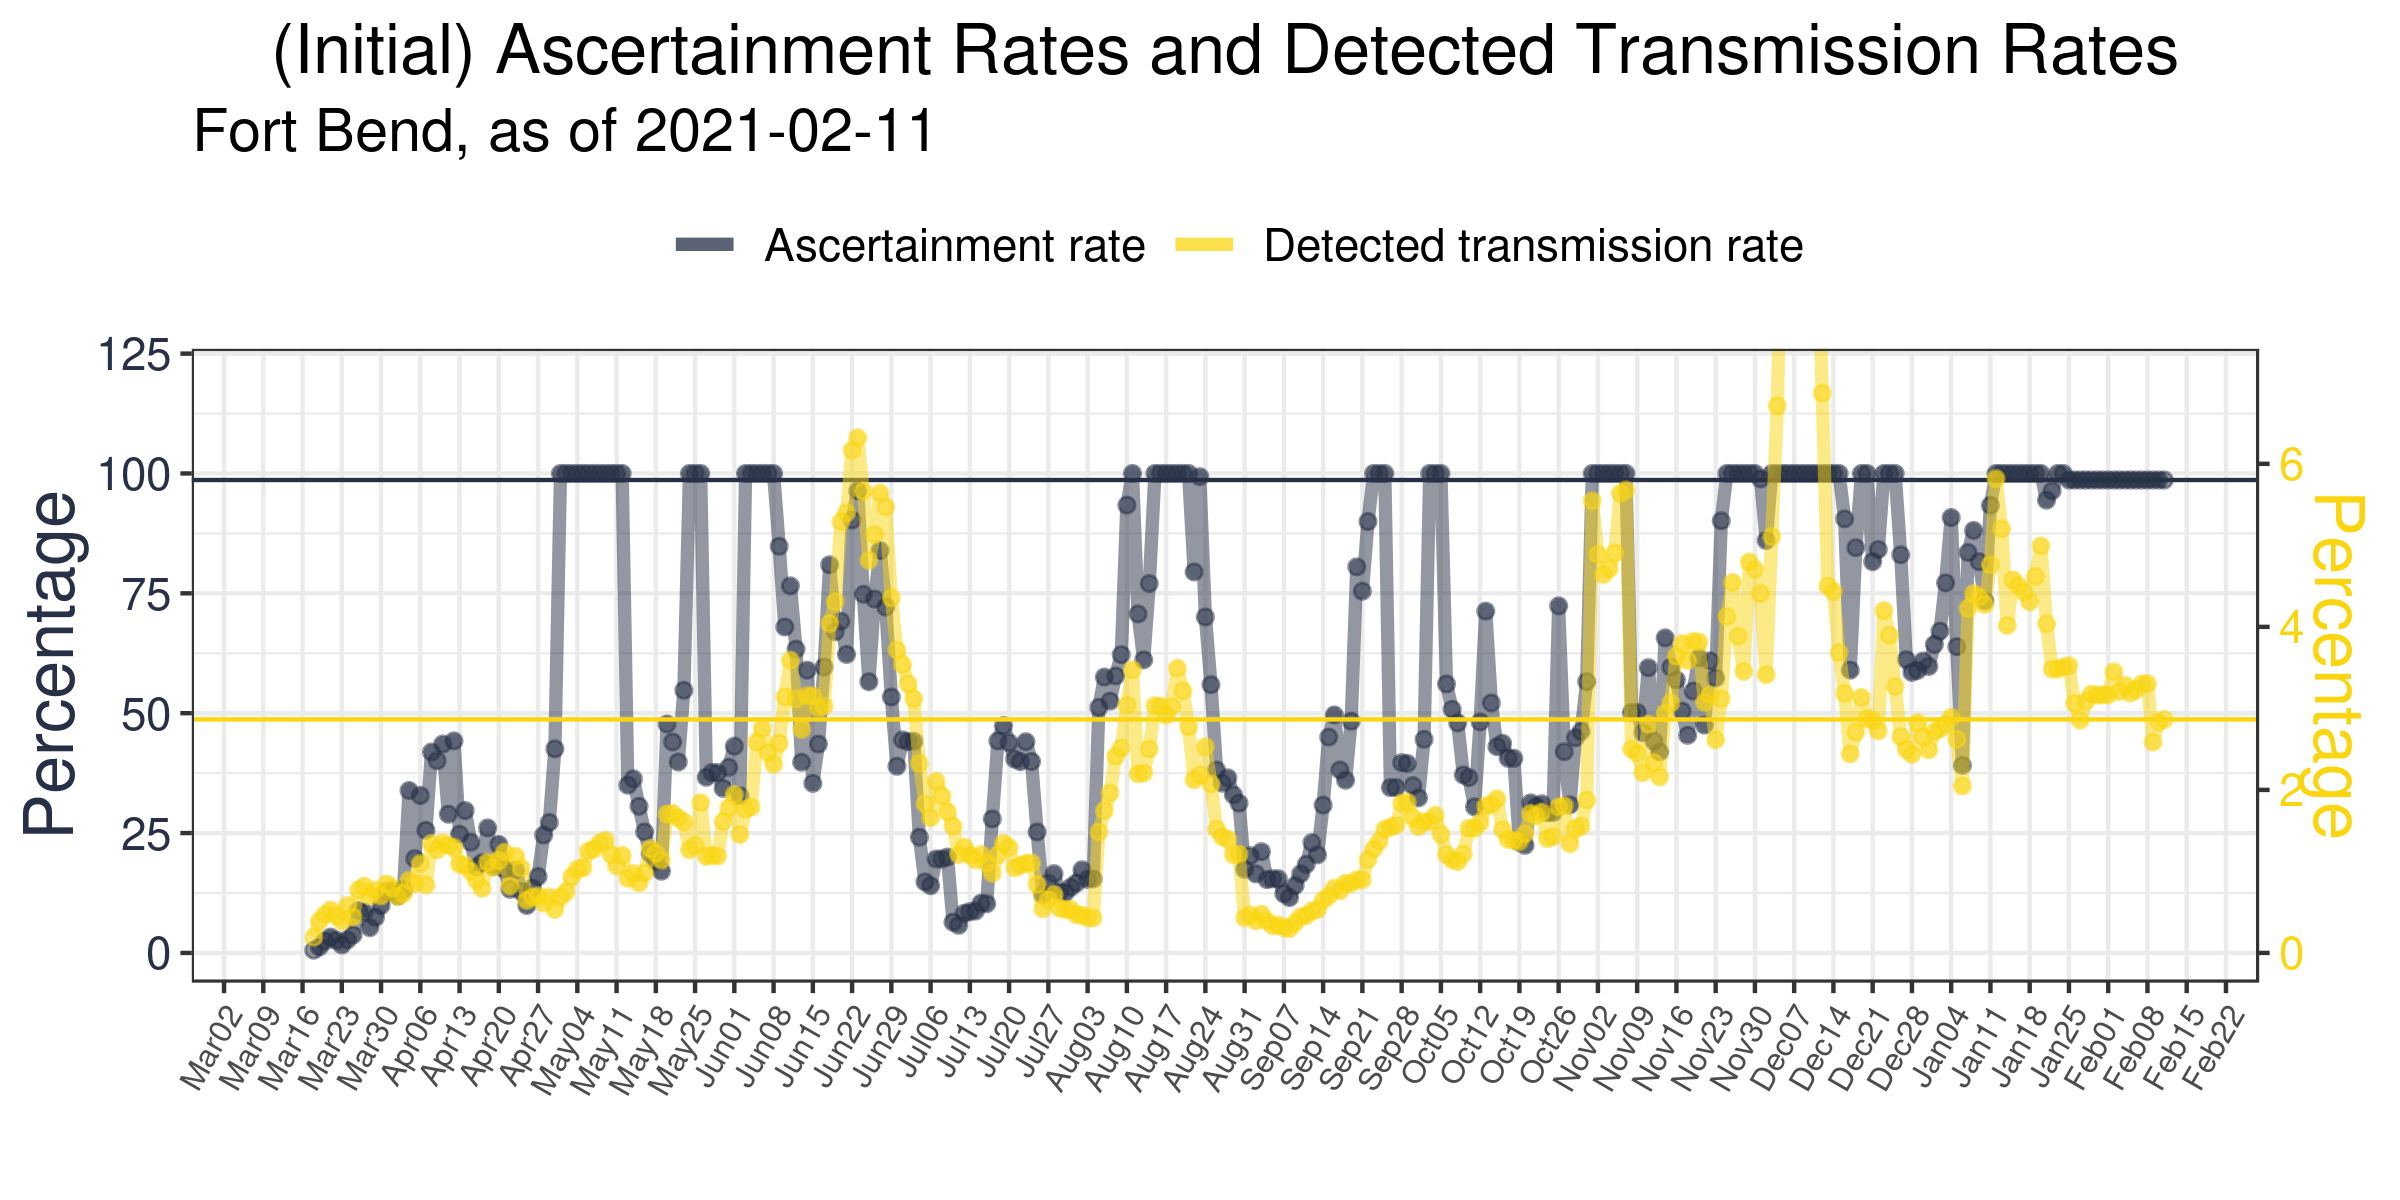 (Initial) Ascertainment Rates and Detected Transmission Rates
Fort Bend, as of 2021-02-11
Ascertainment rate
Detected transmission rate
Percentage
125
100
75
50
25
0
6
4
2
0
Percentage
Mar02
Mar09
Mar16
Mar23
Mar30
Apr06
Apr13
Apr20
Apr27
May04
May11
May18
May25
Jun01
Jun08
Jun15
Jun22
Jun29
Jul06
Jul13
Jul20
Jul27
Aug03
Aug10
Aug17
Aug24
Aug31
Sep07
Sep14
Sep21
Sep28
Oct05
Oct12
Oct19
Oct26
Nov02
Nov09
Nov16
Nov23
Nov30
Dec07
Dec14
Dec21
Dec28
Jan04
Jan11
Jan18
Jan25
Feb01
Feb08
Feb15
Feb22